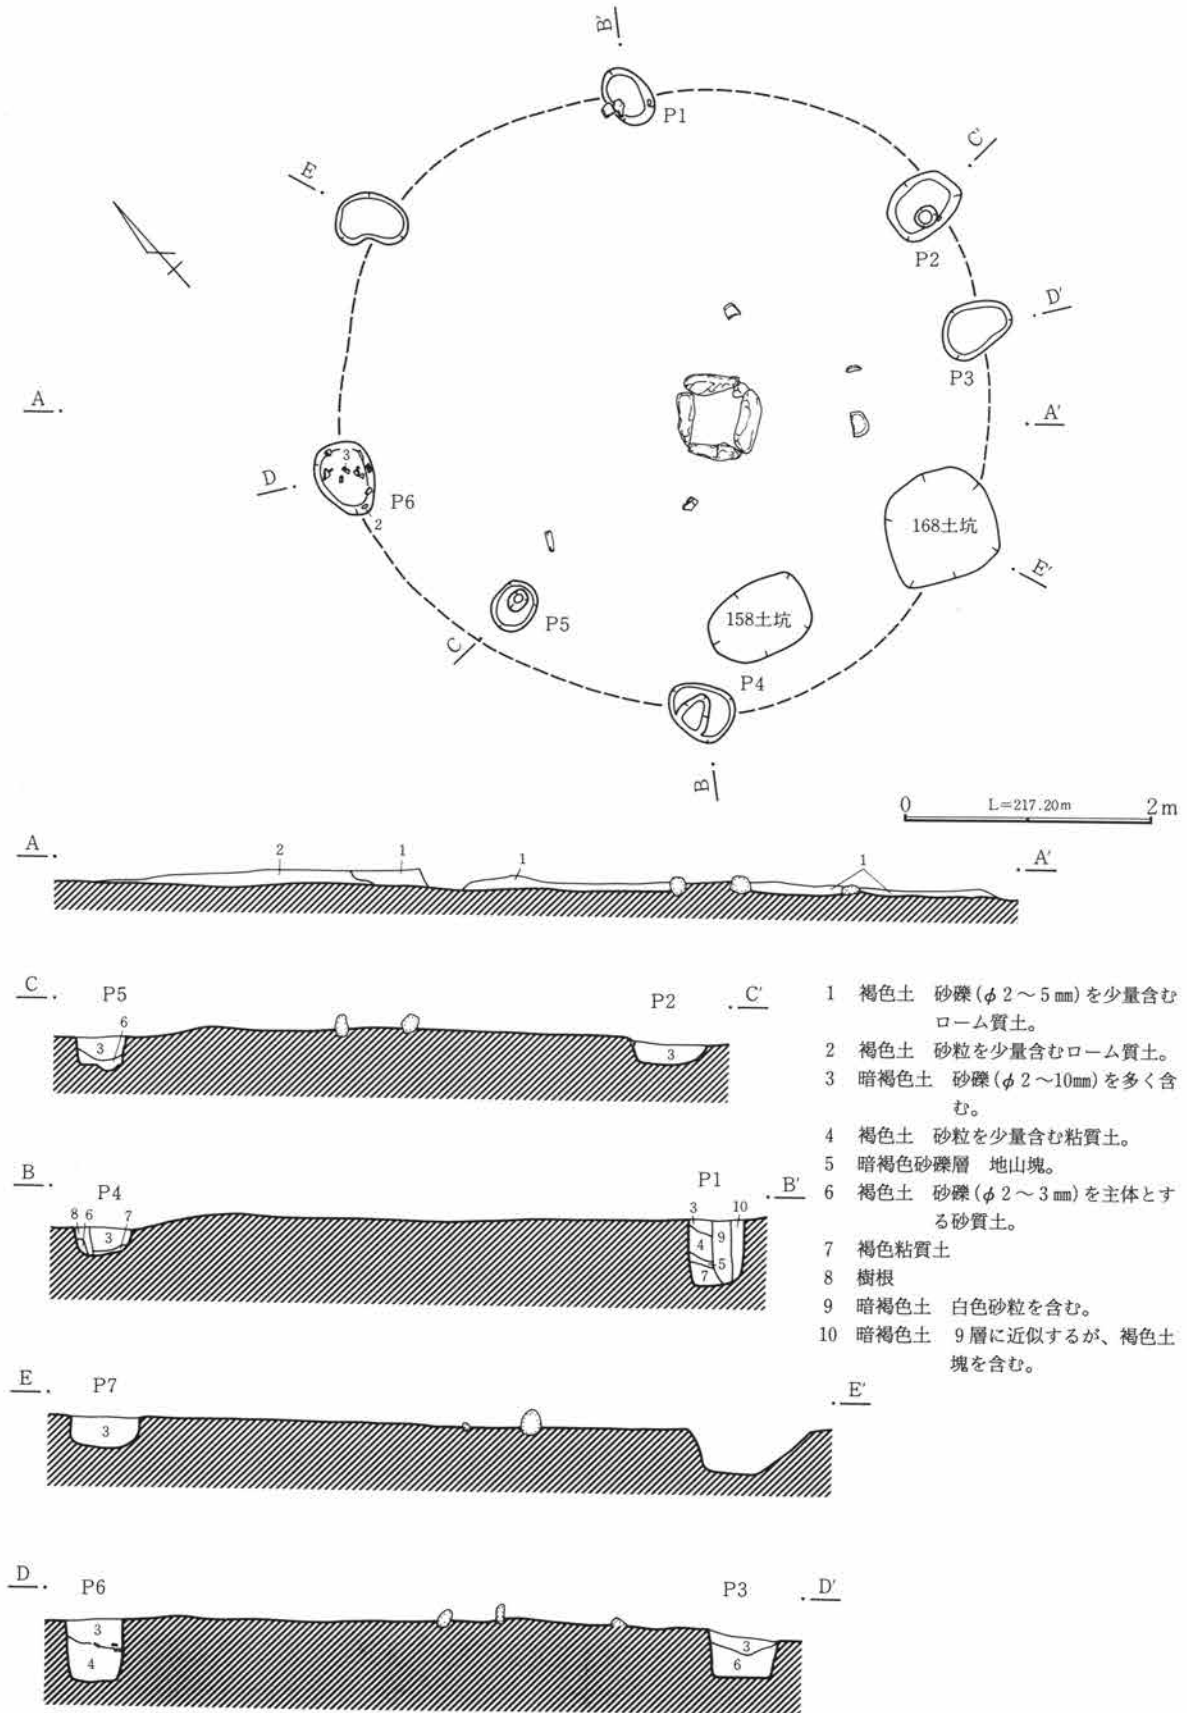 B′
P1
C′
E
P2
D′
P3
A
A′
3
D
P6
2
168土坑
E′
P5
158土坑
C
P4
B
0 L=217.20m 2m
A 2 1 1 1 A′
C P5 6 3 P2 3 C′
B P4 8 6 3 7 P1 3 10 4 9 5 7 B′
E P7 3 E′
D P6 3 4 P3 3 6 D′
1 褐色土 砂礫(φ2〜5㎜)を少量含む
ローム質土。
2 褐色土 砂粒を少量含むローム質土。
3 暗褐色土 砂礫(φ2〜10㎜)を多く含
む。
4 褐色土 砂粒を少量含む粘質土。
5 暗褐色砂礫層 地山塊。
6 褐色土 砂礫(φ2〜3㎜)を主体とす
る砂質土。
7 褐色粘質土
8 樹根
9 暗褐色土 白色砂粒を含む。
10 暗褐色土 9層に近似するが、褐色土
塊を含む。